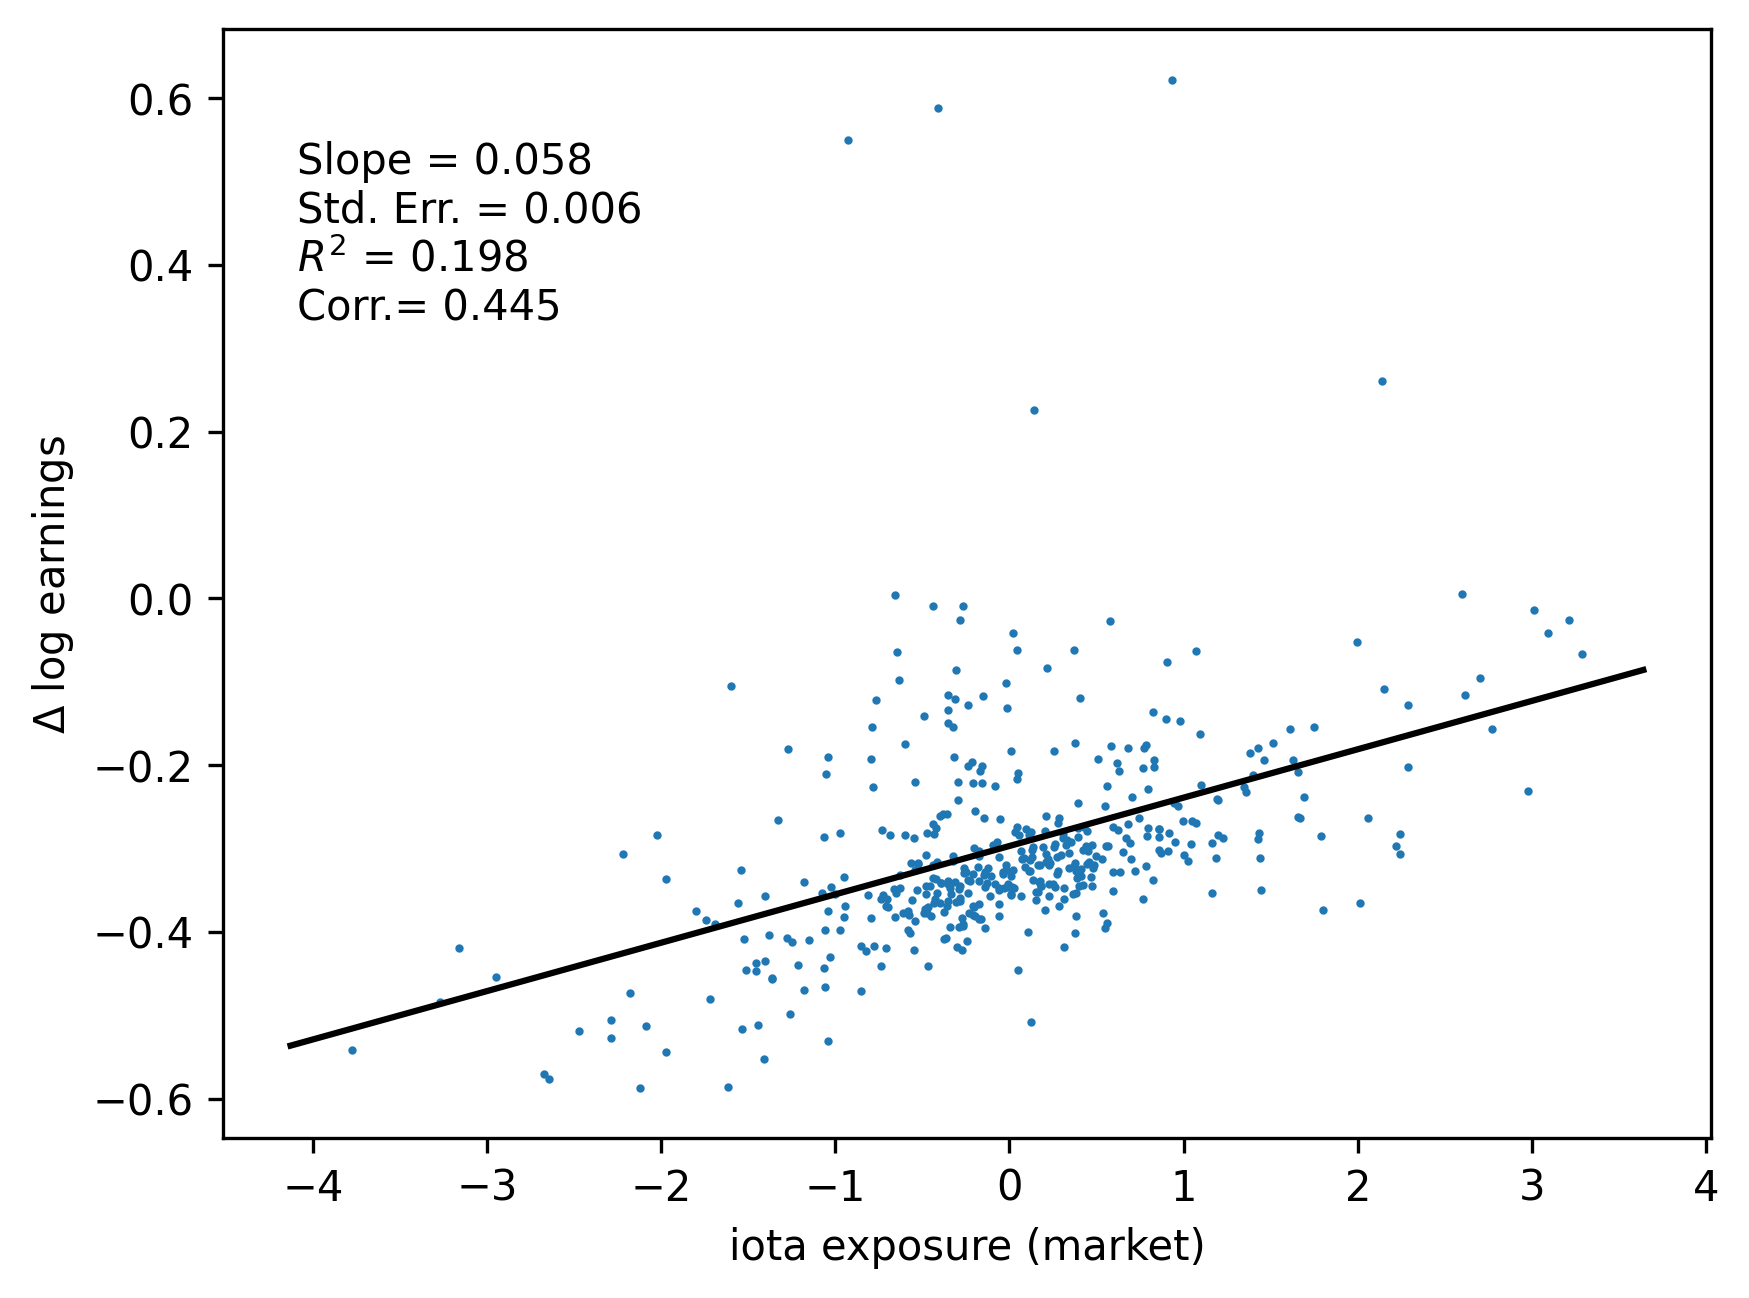 Slope = 0.058
Std. Err. = 0.006
R² = 0.198
Corr.= 0.445
0.6
0.4
0.2
0.0
−0.2
−0.4
−0.6
Δ log earnings
−4 −3 −2 −1 0 1 2 3 4
iota exposure (market)